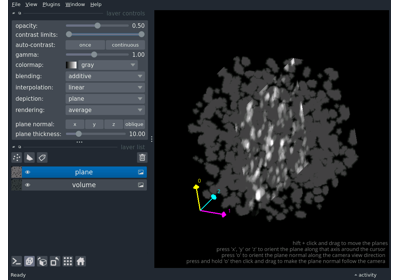 File View Plugins Window Help
layer controls
opacity: 0.50
contrast limits:
auto-contrast: once continuous
gamma: 1.00
colormap: gray
blending: additive
interpolation: linear
depiction: plane
rendering: average
plane normal: x y z oblique
plane thickness: 10.00
layer list
plane
volume
0
shift + click and drag to move the planes
press 'x', 'y' or 'z' to orient the plane along that axis around the cursor
press 'o' to orient the plane normal along the camera view direction
press and hold 'o' then click and drag to make the plane normal follow the camera
Ready
activity